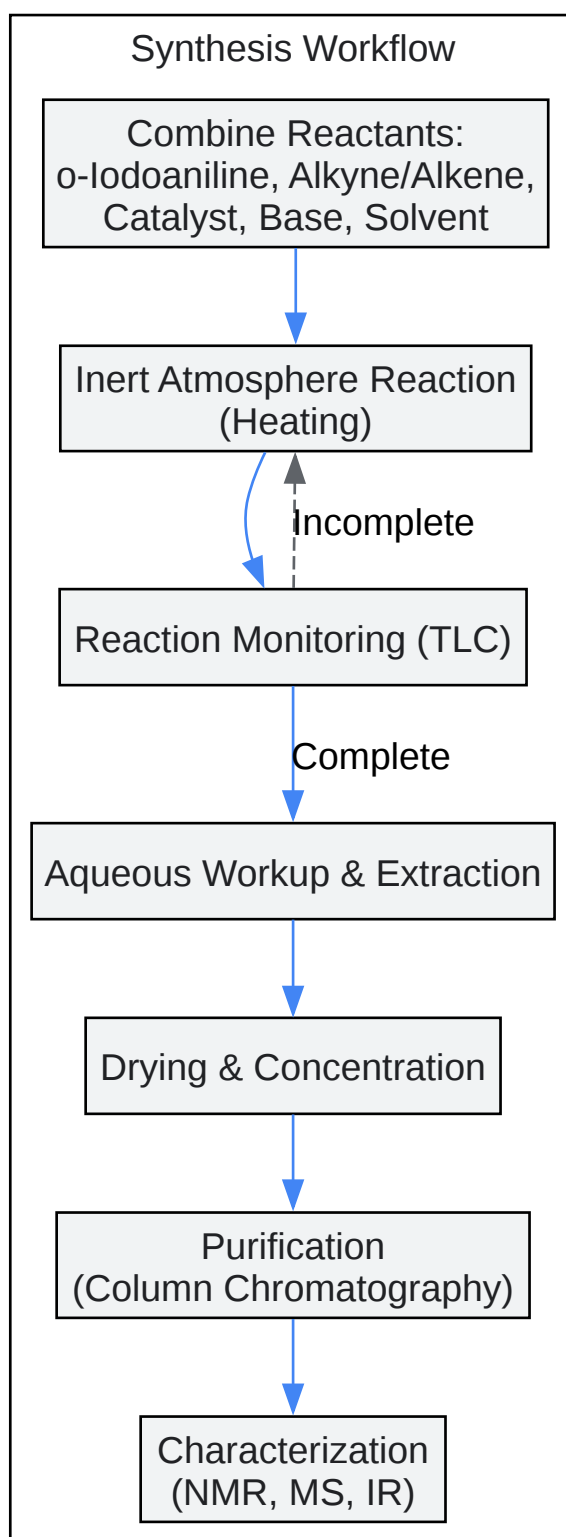 Synthesis Workflow
Combine Reactants:
o-Iodoaniline, Alkyne/Alkene,
Catalyst, Base, Solvent
Inert Atmosphere Reaction
(Heating)
Incomplete
Reaction Monitoring (TLC)
Complete
Aqueous Workup & Extraction
Drying & Concentration
Purification
(Column Chromatography)
Characterization
(NMR, MS, IR)